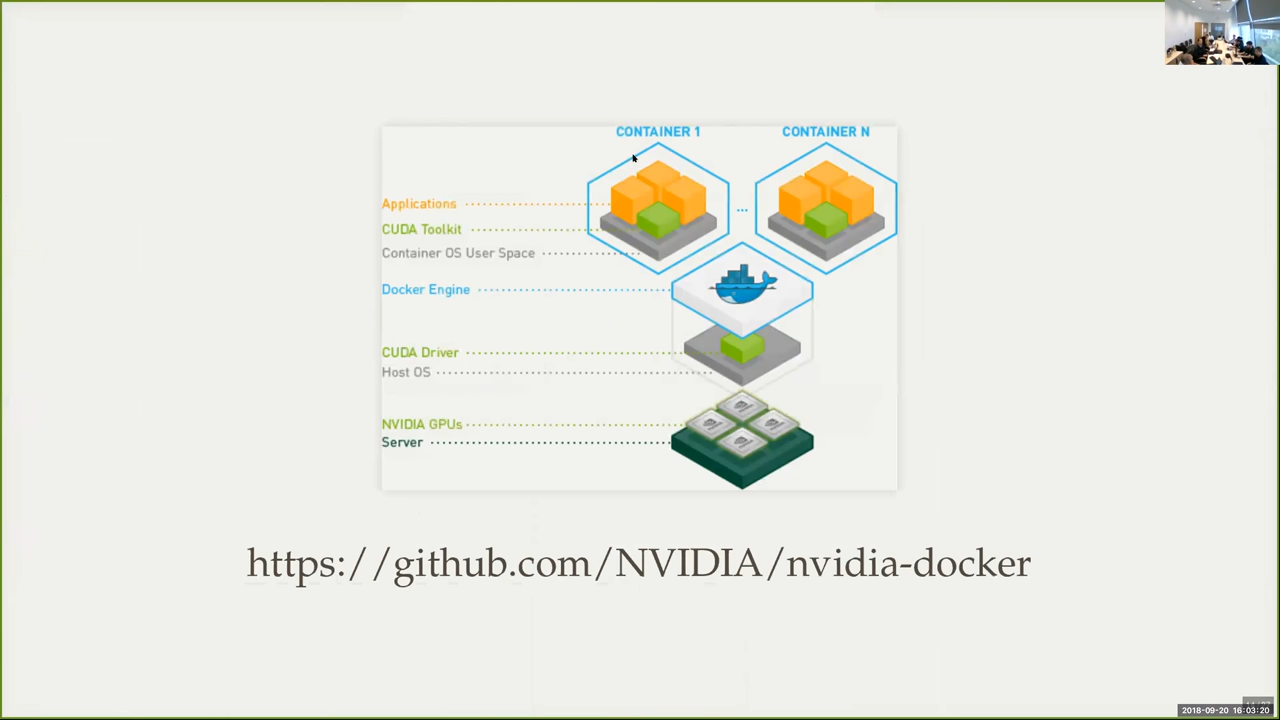 CONTAINER 1 CONTAINER N
Applications
...
CUDA Toolkit
Container OS User Space
Docker Engine
CUDA Driver
Host OS
NVIDIA GPUs
Server
https://github.com/NVIDIA/nvidia-docker
2018-09-20 16:03:20